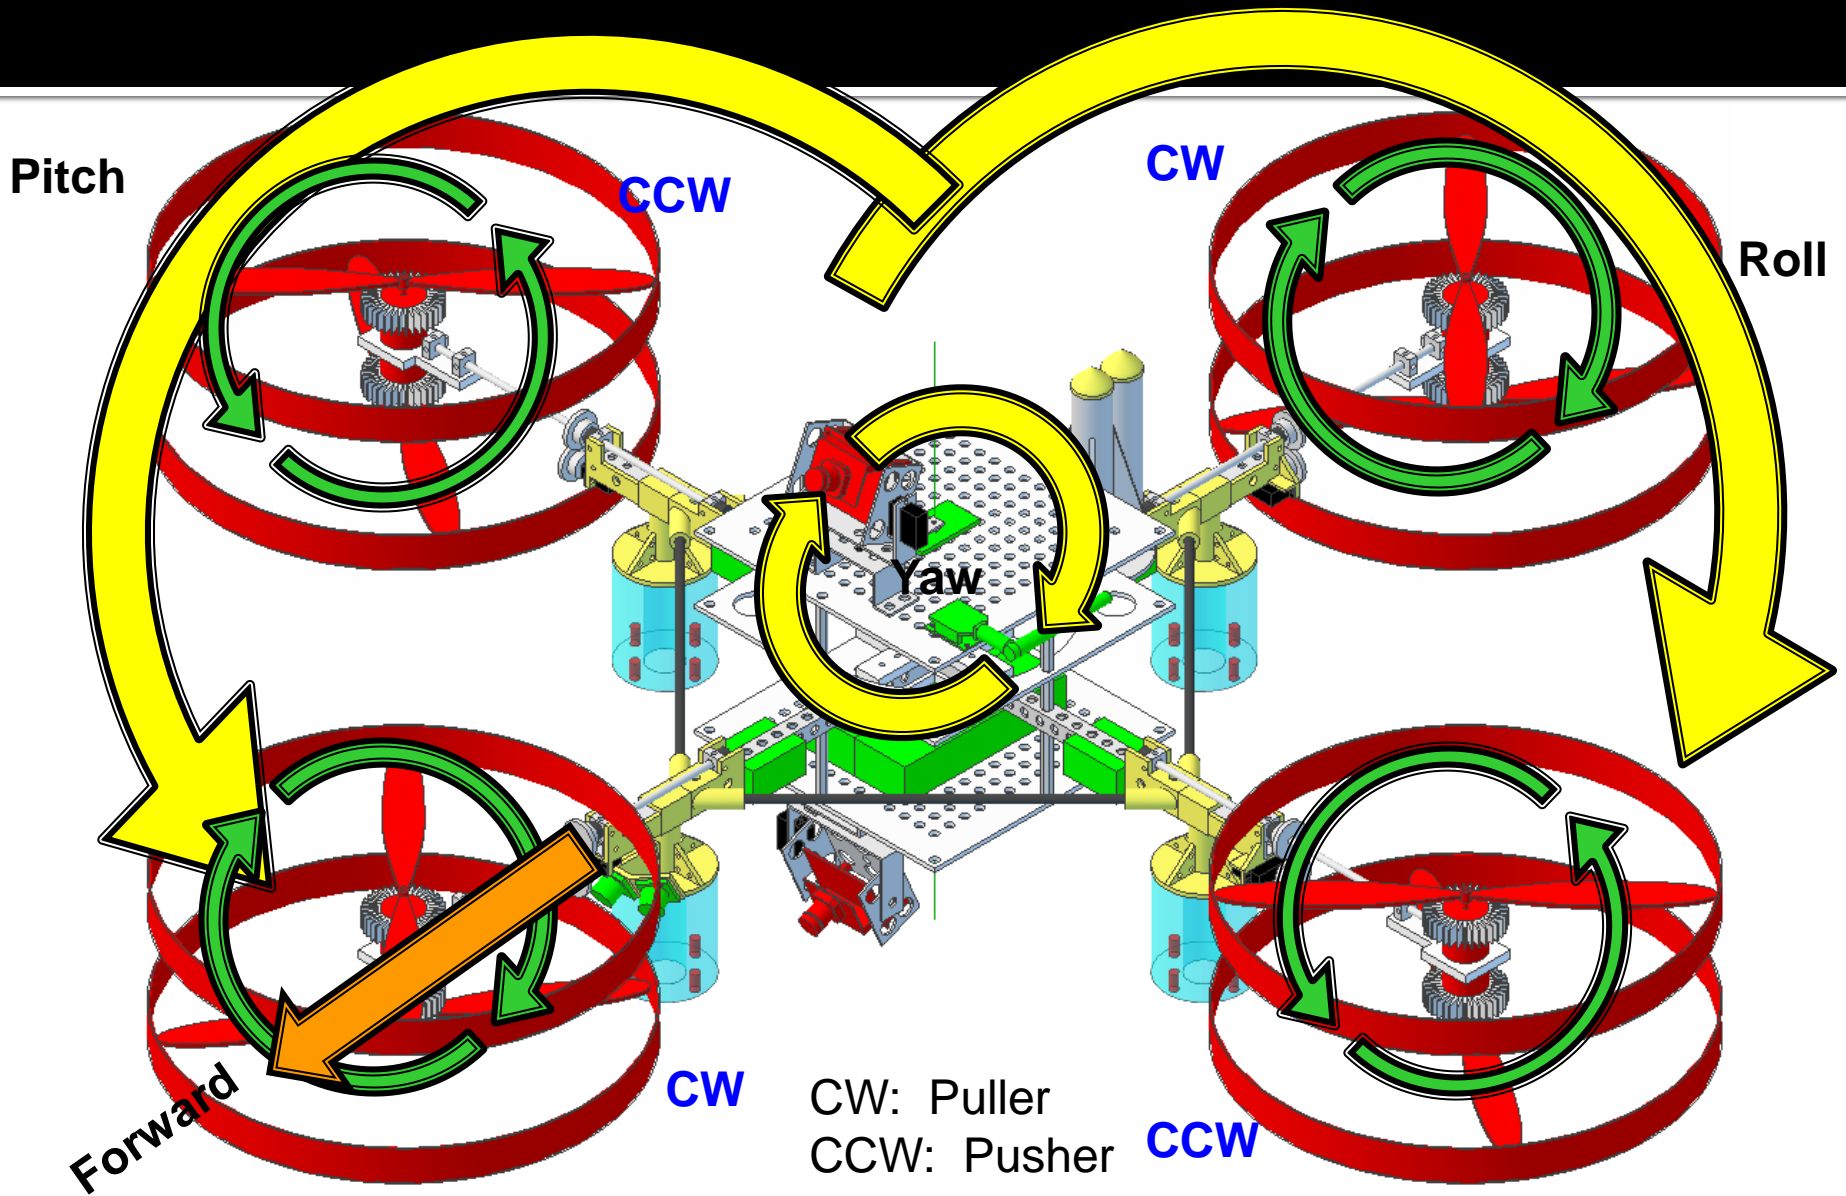 Pitch
CCW
CW
Roll
Yaw
Forward
CW
CW: Puller
CCW: Pusher
CCW